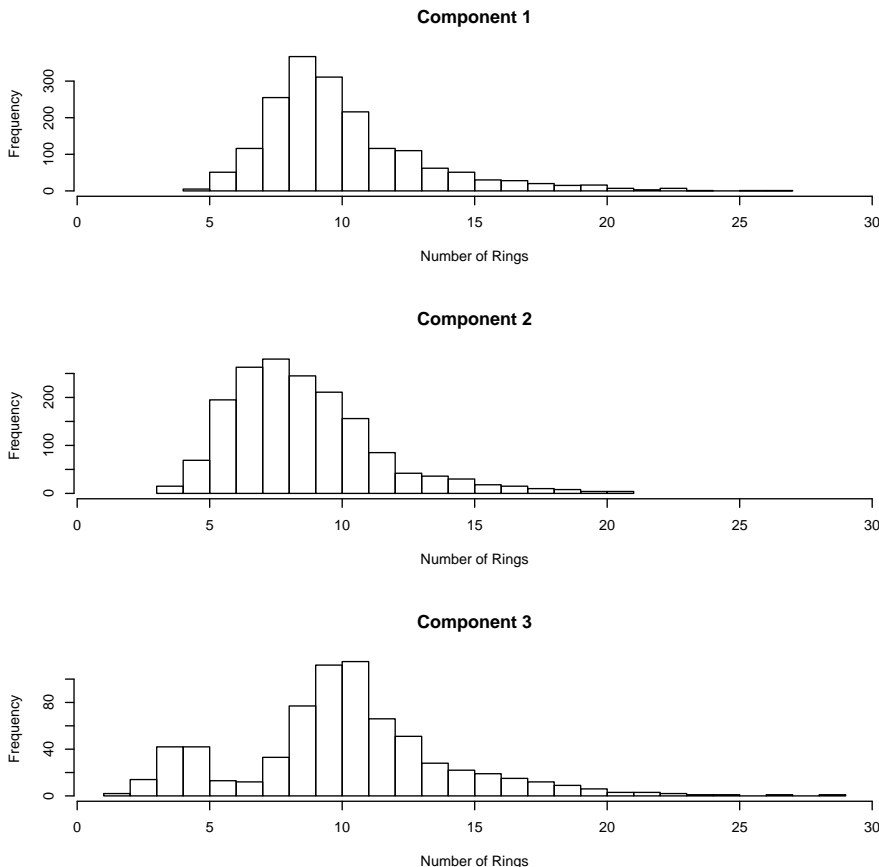 Component 1
Frequency
0 100 200 300
0 5 10 15 20 25 30
Number of Rings
Component 2
Frequency
0 100 200
0 5 10 15 20 25 30
Number of Rings
Component 3
Frequency
0 40 80
0 5 10 15 20 25 30
Number of Rings